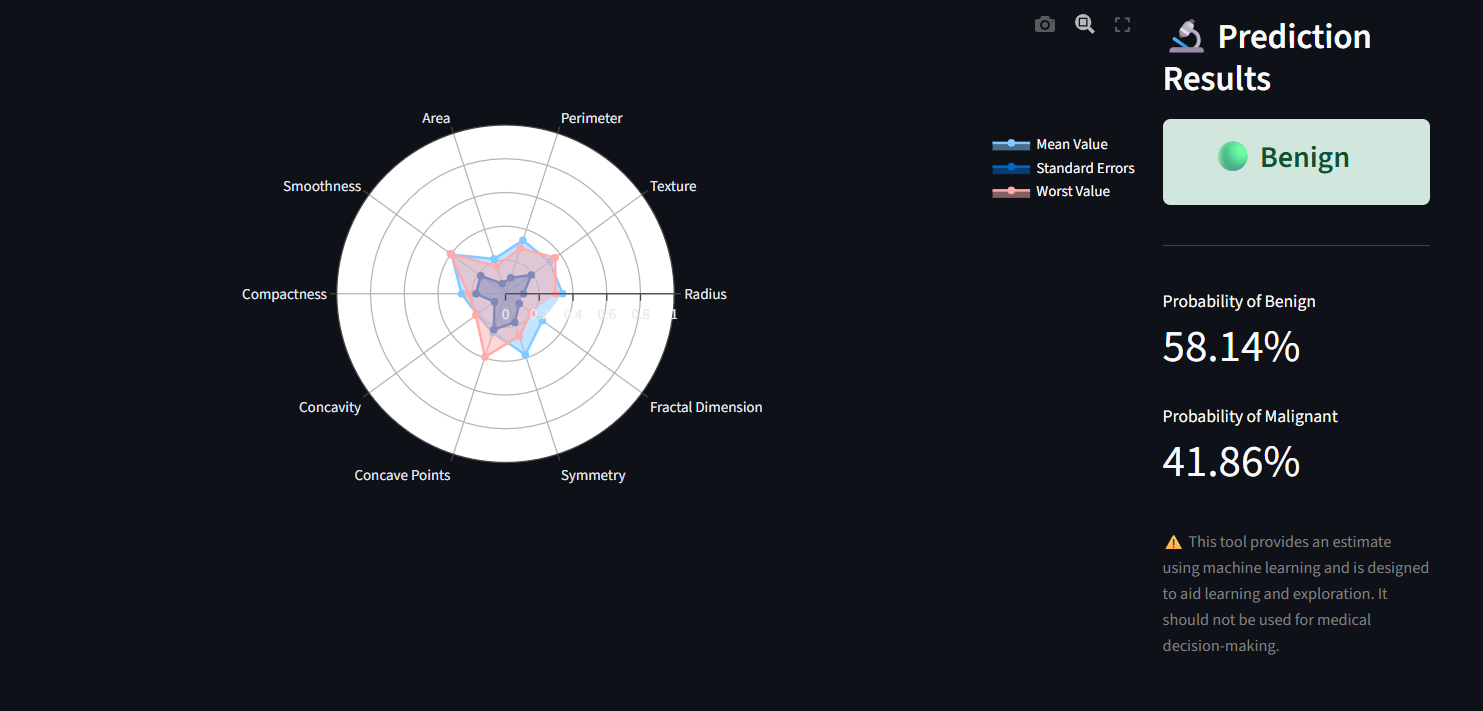 Prediction
Results
Area
Perimeter
Mean Value
Benign
Standard Errors
Smoothness
Texture
Worst Value
Compactness
Radius
0 0.2 0.4 0.6 0.8 1
Probability of Benign
58.14%
Concavity
Fractal Dimension
Probability of Malignant
41.86%
Concave Points
Symmetry
This tool provides an estimate
using machine learning and is designed
to aid learning and exploration. It
should not be used for medical
decision-making.